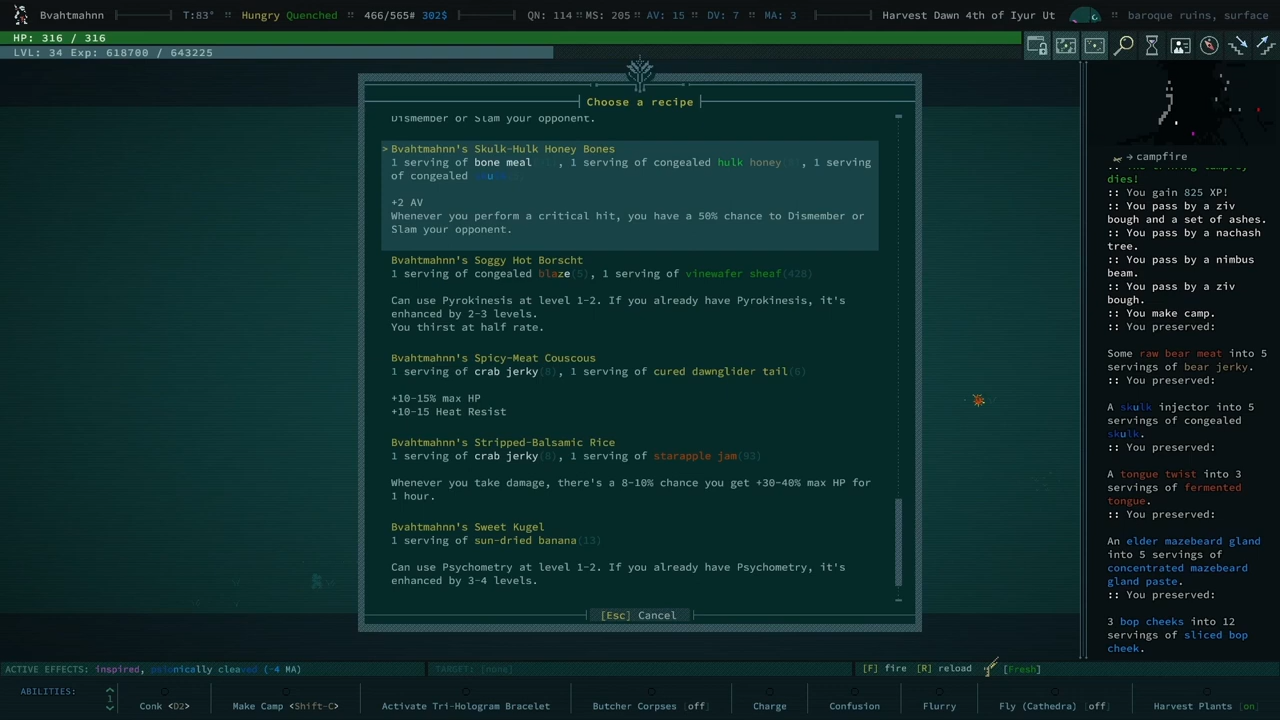 Bvahtmahnn T:83° :: Hungry Quenched :: 466/565# 302$ QN: 114 :: MS: 205 :: AV: 15 :: DV: 7 :: MA: 3 Harvest Dawn 4th of Iyur Ut :: baroque ruins, surface
HP: 316 / 316
LVL: 34 Exp: 618700 / 643225
Choose a recipe
Dismember or Slam your opponent.
> Bvahtmahnn's Skulk-Hulk Honey Bones
1 serving of bone meal , 1 serving of congealed hulk honey , 1 serving
of congealed
+2 AV
Whenever you perform a critical hit, you have a 50% chance to Dismember or
Slam your opponent.
Bvahtmahnn's Soggy Hot Borscht
1 serving of congealed blaze(5), 1 serving of vinewafer sheaf(428)
Can use Pyrokinesis at level 1-2. If you already have Pyrokinesis, it's
enhanced by 2-3 levels.
You thirst at half rate.
Bvahtmahnn's Spicy-Meat Couscous
1 serving of crab jerky(8), 1 serving of cured dawnglider tail(6)
+10-15% max HP
+10-15 Heat Resist
Bvahtmahnn's Stripped-Balsamic Rice
1 serving of crab jerky(8), 1 serving of starapple jam(93)
Whenever you take damage, there's a 8-10% chance you get +30-40% max HP for
1 hour.
Bvahtmahnn's Sweet Kugel
1 serving of sun-dried banana(13)
Can use Psychometry at level 1-2. If you already have Psychometry, it's
enhanced by 3-4 levels.
[Esc] Cancel
→ campfire
dies!
:: You gain 825 XP!
:: You pass by a ziv
bough and a set of ashes.
:: You pass by a nachash
tree.
:: You pass by a nimbus
beam.
:: You pass by a ziv
bough.
:: You make camp.
:: You preserved:
Some raw bear meat into 5
servings of bear jerky.
:: You preserved:
A skulk injector into 5
servings of congealed
skulk.
:: You preserved:
A tongue twist into 3
servings of fermented
tongue.
:: You preserved:
An elder mazebeard gland
into 5 servings of
concentrated mazebeard
gland paste.
:: You preserved:
3 bop cheeks into 12
servings of sliced bop
cheek.
ACTIVE EFFECTS: inspired, psionically cleaved (-4 MA) TARGET: [none] [F] fire [R] reload [Fresh]
ABILITIES: 1 Conk <D2> Make Camp <Shift-C> Activate Tri-Hologram Bracelet Butcher Corpses [off] Charge Confusion Flurry Fly (Cathedra) [off] Harvest Plants [on]